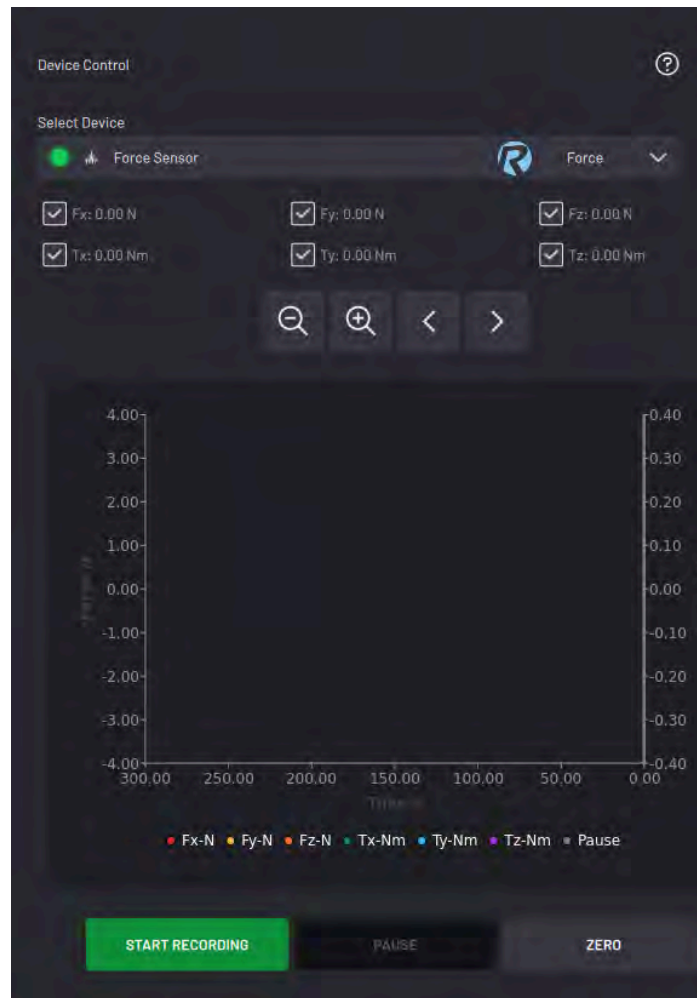 Device Control
?
Select Device
Force Sensor R Force
Fx: 0.00 N Fy: 0.00 N Fz: 0.00 N
Tx: 0.00 Nm Ty: 0.00 Nm Tz: 0.00 Nm
4.00 0.40
3.00 0.30
2.00 0.20
1.00 0.10
0.00 0.00
-1.00 -0.10
-2.00 -0.20
-3.00 -0.30
-4.00 -0.40
300.00 250.00 200.00 150.00 100.00 50.00 0.00
Fx-N Fy-N Fz-N Tx-Nm Ty-Nm Tz-Nm Pause
START RECORDING PAUSE ZERO